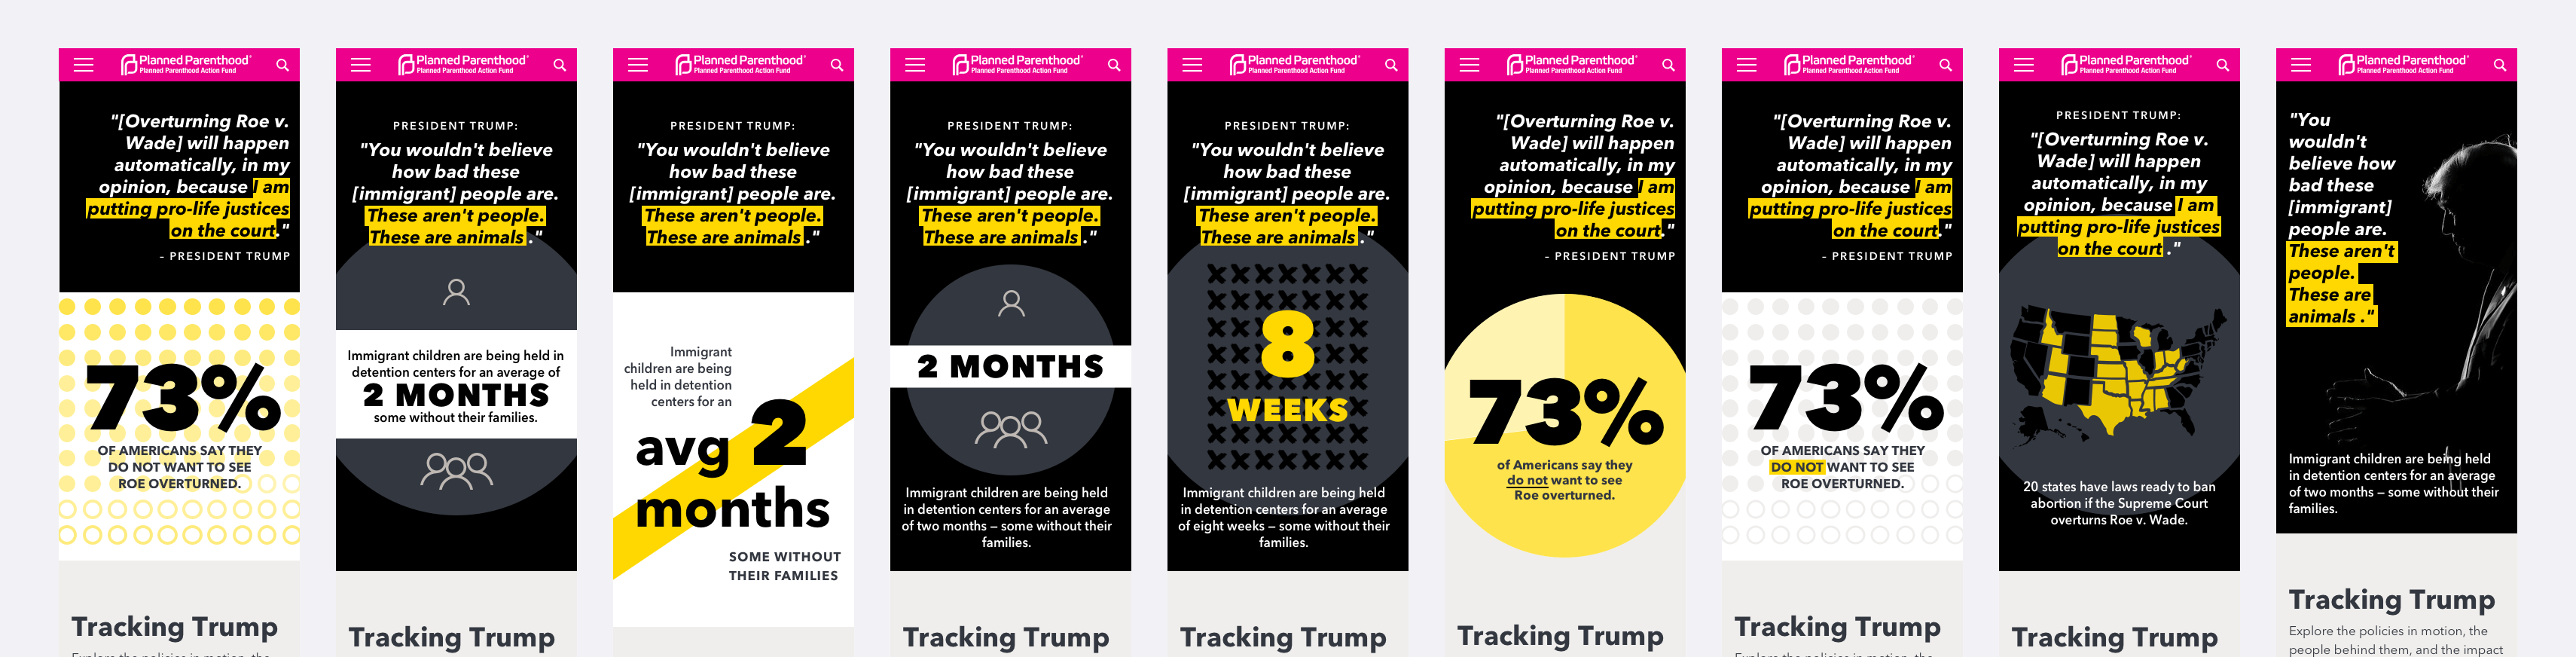 Planned Parenthood®
Planned Parenthood Action Fund
"[Overturning Roe v.
Wade] will happen
automatically, in my
opinion, because I am
putting pro-life justices
on the court."
– PRESIDENT TRUMP
73%
OF AMERICANS SAY THEY
DO NOT WANT TO SEE
ROE OVERTURNED.
Tracking Trump
Explore the policies in motion, the
Planned Parenthood®
Planned Parenthood Action Fund
PRESIDENT TRUMP:
"You wouldn't believe
how bad these
[immigrant] people are.
These aren't people.
These are animals ."
Immigrant children are being held in
detention centers for an average of
2 MONTHS
some without their families.
Tracking Trump
Planned Parenthood®
Planned Parenthood Action Fund
PRESIDENT TRUMP:
"You wouldn't believe
how bad these
[immigrant] people are.
These aren't people.
These are animals ."
Immigrant
children are being
held in detention
centers for an
avg 2
months
SOME WITHOUT
THEIR FAMILIES
Planned Parenthood®
Planned Parenthood Action Fund
PRESIDENT TRUMP:
"You wouldn't believe
how bad these
[immigrant] people are.
These aren't people.
These are animals ."
2 MONTHS
Immigrant children are being held
in detention centers for an average
of two months – some without their
families.
Tracking Trump
Planned Parenthood®
Planned Parenthood Action Fund
PRESIDENT TRUMP:
"You wouldn't believe
how bad these
[immigrant] people are.
These aren't people.
These are animals ."
8
WEEKS
Immigrant children are being held
in detention centers for an average
of eight weeks – some without their
families.
Tracking Trump
Planned Parenthood®
Planned Parenthood Action Fund
"[Overturning Roe v.
Wade] will happen
automatically, in my
opinion, because I am
putting pro-life justices
on the court."
– PRESIDENT TRUMP
73%
of Americans say they
do not want to see
Roe overturned.
Tracking Trump
Planned Parenthood®
Planned Parenthood Action Fund
"[Overturning Roe v.
Wade] will happen
automatically, in my
opinion, because I am
putting pro-life justices
on the court."
– PRESIDENT TRUMP
73%
OF AMERICANS SAY THEY
DO NOT WANT TO SEE
ROE OVERTURNED.
Tracking Trump
Explore the policies in motion, the
Planned Parenthood®
Planned Parenthood Action Fund
PRESIDENT TRUMP:
"[Overturning Roe v.
Wade] will happen
automatically, in my
opinion, because I am
putting pro-life justices
on the court ."
20 states have laws ready to ban
abortion if the Supreme Court
overturns Roe v. Wade.
Tracking Trump
Planned Parenthood®
Planned Parenthood Action Fund
"You
wouldn't
believe how
bad these
[immigrant]
people are.
These aren't
people.
These are
animals ."
Immigrant children are being held
in detention centers for an average
of two months – some without their
families.
Tracking Trump
Explore the policies in motion, the
people behind them, and the impact